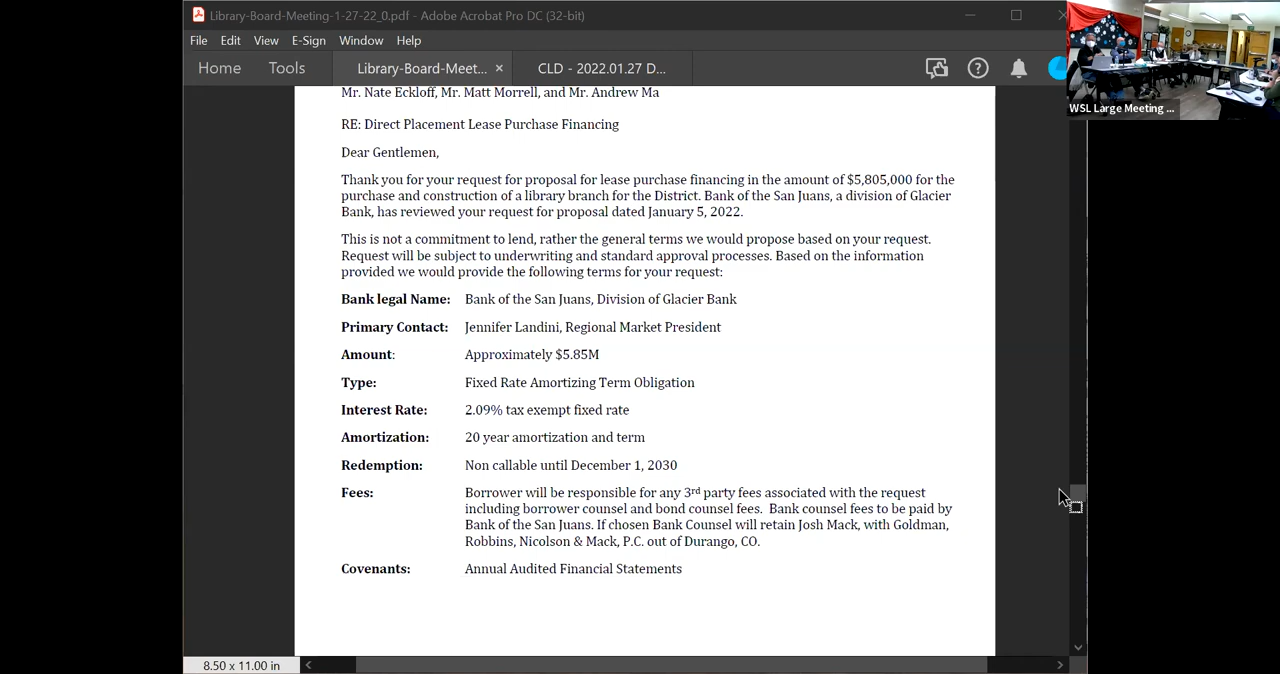 Library-Board-Meeting-1-27-22_0.pdf - Adobe Acrobat Pro DC (32-bit)
File Edit View E-Sign Window Help
Home Tools Library-Board-Meet... × CLD - 2022.01.27 D...
WSL Large Meeting ...
Mr. Nate Eckloff, Mr. Matt Morrell, and Mr. Andrew Ma
RE: Direct Placement Lease Purchase Financing
Dear Gentlemen,
Thank you for your request for proposal for lease purchase financing in the amount of $5,805,000 for the
purchase and construction of a library branch for the District. Bank of the San Juans, a division of Glacier
Bank, has reviewed your request for proposal dated January 5, 2022.
This is not a commitment to lend, rather the general terms we would propose based on your request.
Request will be subject to underwriting and standard approval processes. Based on the information
provided we would provide the following terms for your request:
Bank legal Name: Bank of the San Juans, Division of Glacier Bank
Primary Contact: Jennifer Landini, Regional Market President
Amount: Approximately $5.85M
Type: Fixed Rate Amortizing Term Obligation
Interest Rate: 2.09% tax exempt fixed rate
Amortization: 20 year amortization and term
Redemption: Non callable until December 1, 2030
Fees: Borrower will be responsible for any 3rd party fees associated with the request
including borrower counsel and bond counsel fees. Bank counsel fees to be paid by
Bank of the San Juans. If chosen Bank Counsel will retain Josh Mack, with Goldman,
Robbins, Nicolson & Mack, P.C. out of Durango, CO.
Covenants: Annual Audited Financial Statements
8.50 x 11.00 in